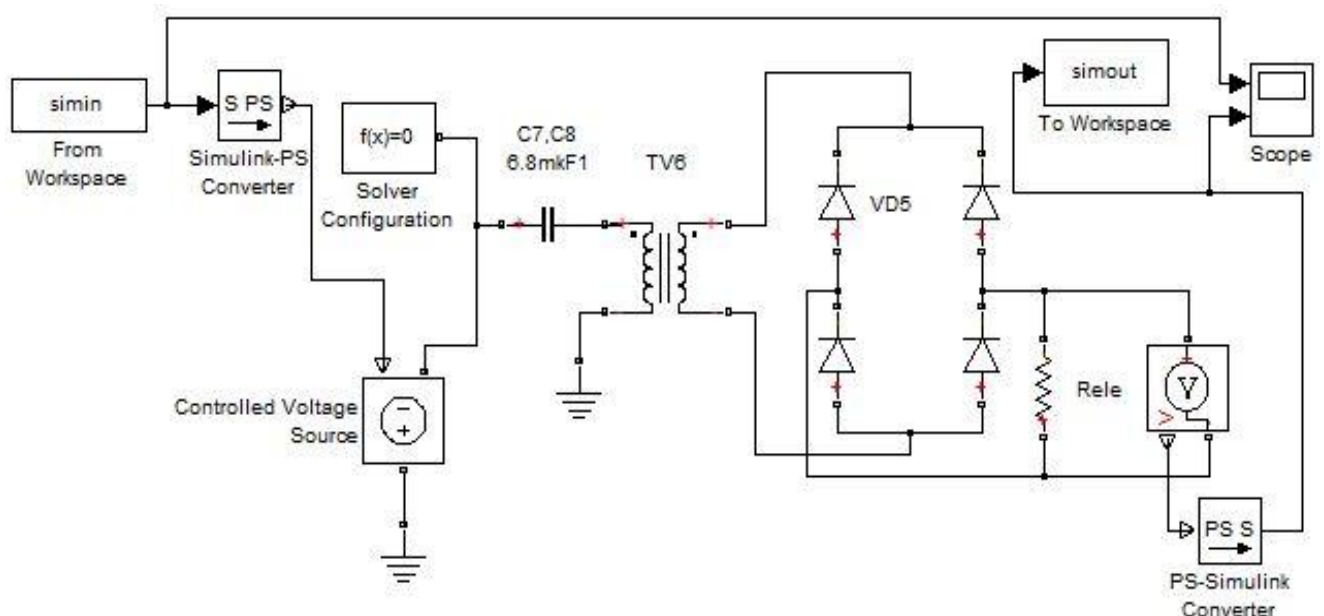 simin
From
Workspace
S PS
Simulink-PS
Converter
f(x)=0
Solver
Configuration
C7,C8
6.8mkF1
TV6
VD5
simout
To Workspace
Scope
Controlled Voltage
Source
- 
+
Rele
V
V
PS S
PS-Simulink
Converter